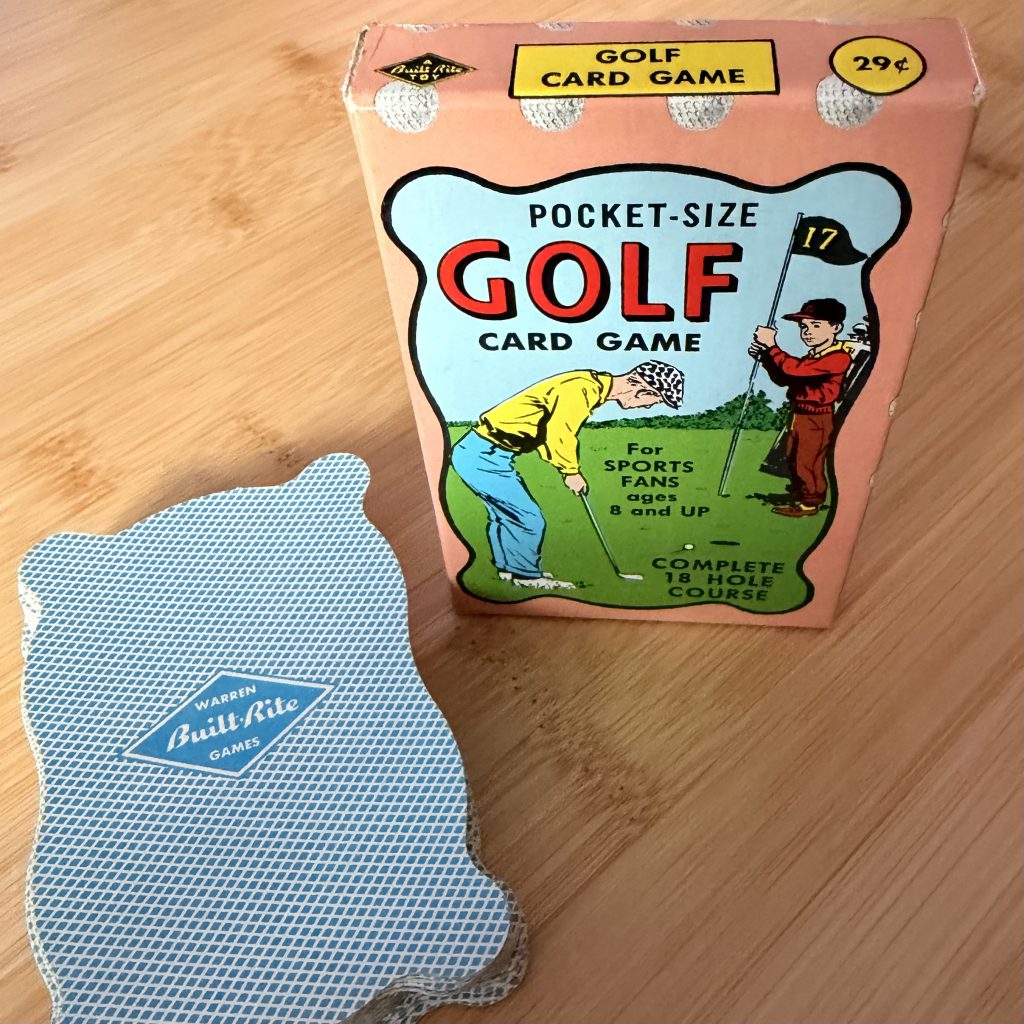 A
Built-Rite
TOY
GOLF
CARD GAME
29¢
POCKET-SIZE
GOLF
CARD GAME
17
For
SPORTS
FANS
ages
8 and UP
COMPLETE
18 HOLE
COURSE
WARREN
Built-Rite
GAMES